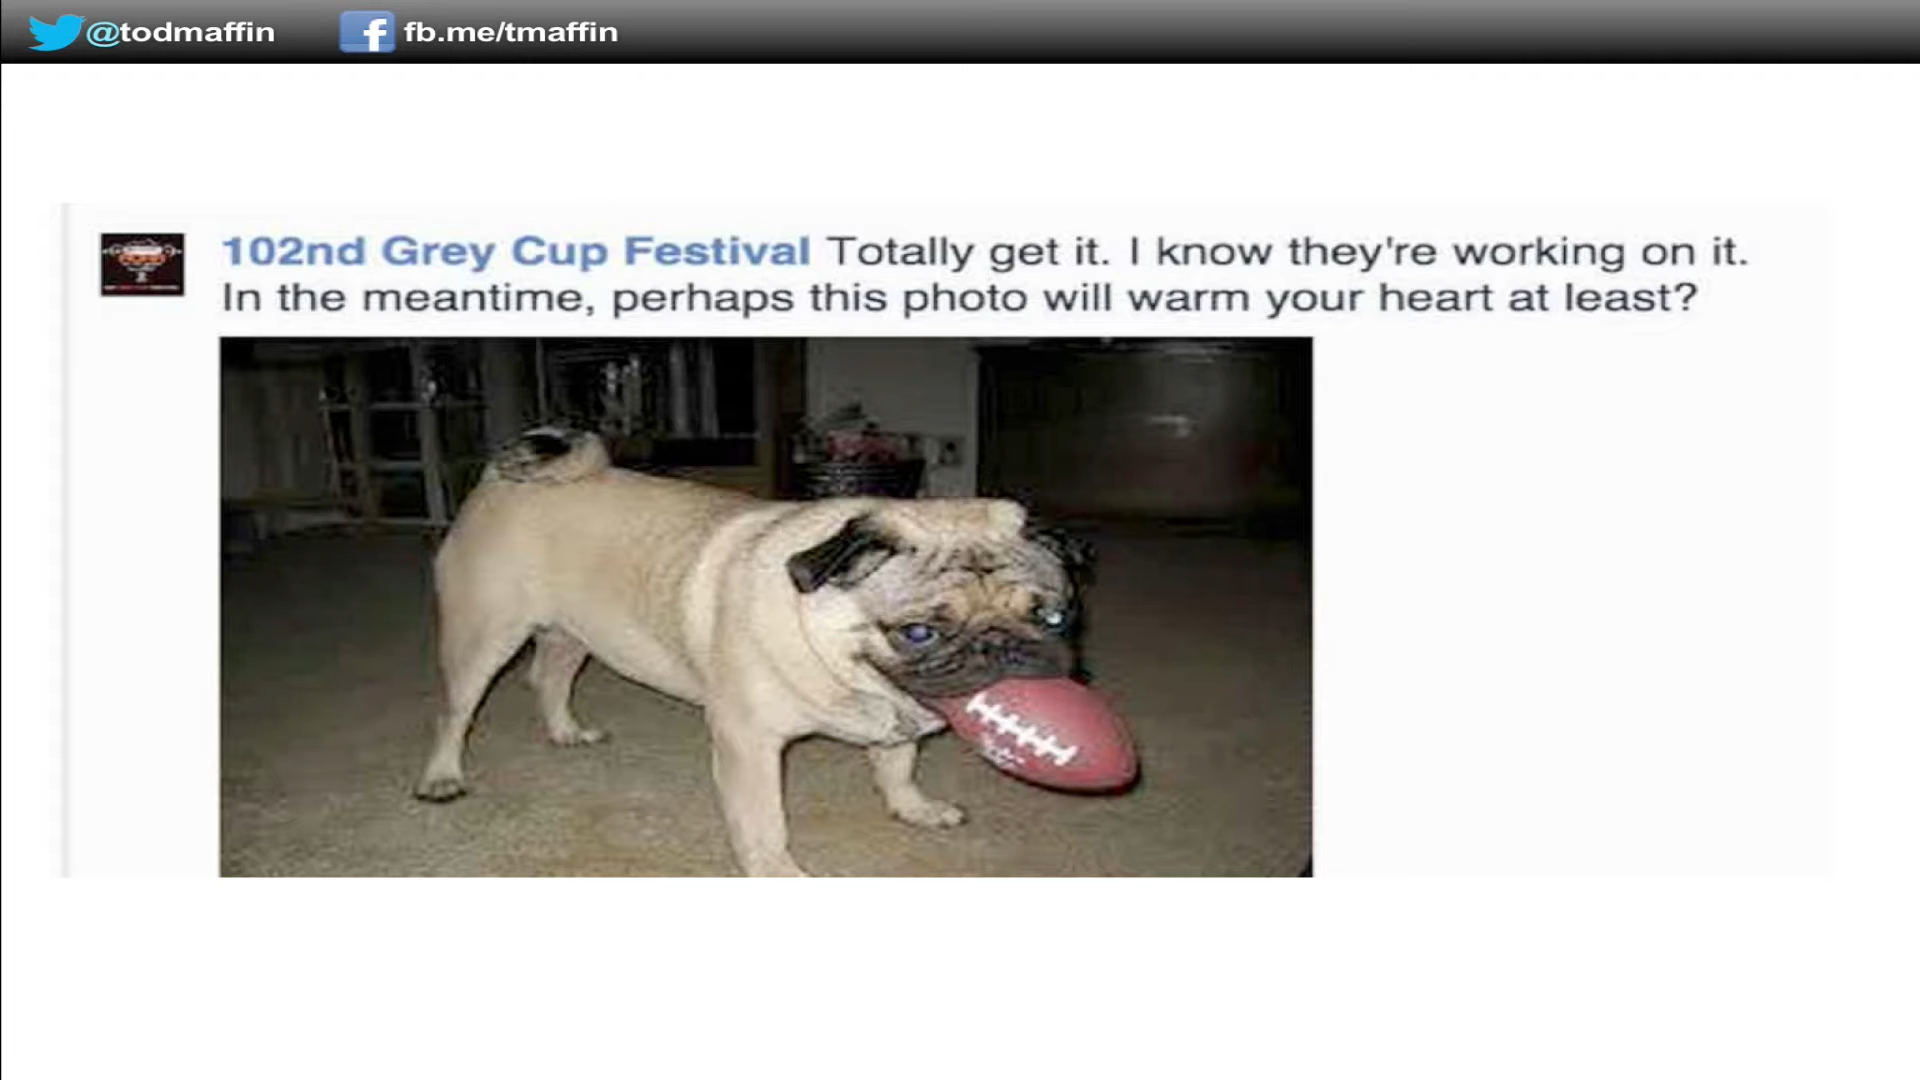 @todmaffin
fb.me/tmaffin
102nd Grey Cup Festival Totally get it. I know they're working on it.
In the meantime, perhaps this photo will warm your heart at least?